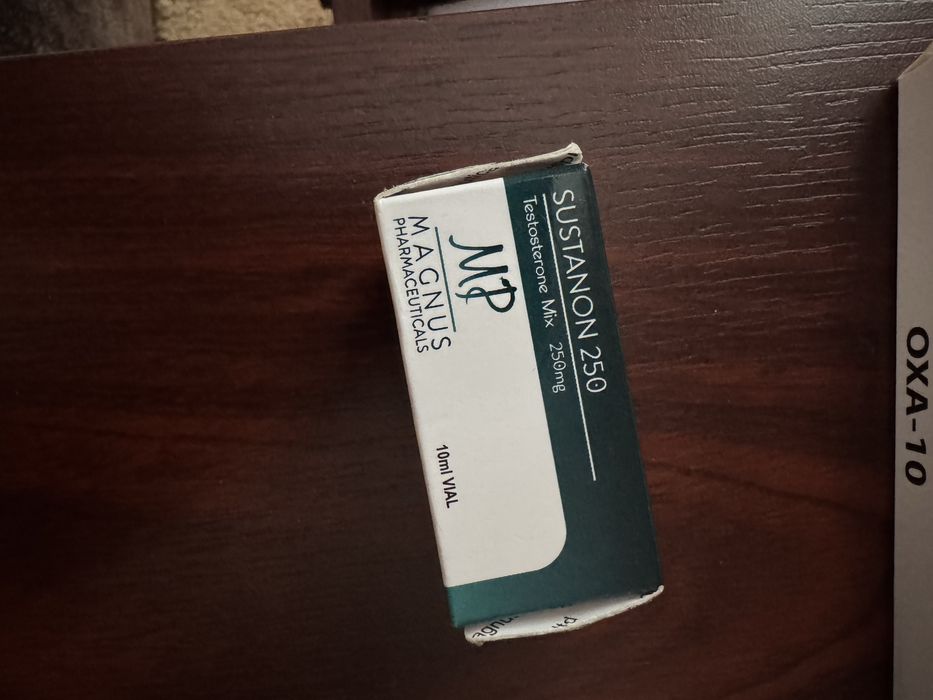 SUSTANON 250
Testosterone Mix 250mg
MP
MAGNUS
PHARMACEUTICALS
10ml VIAL
OXA-10